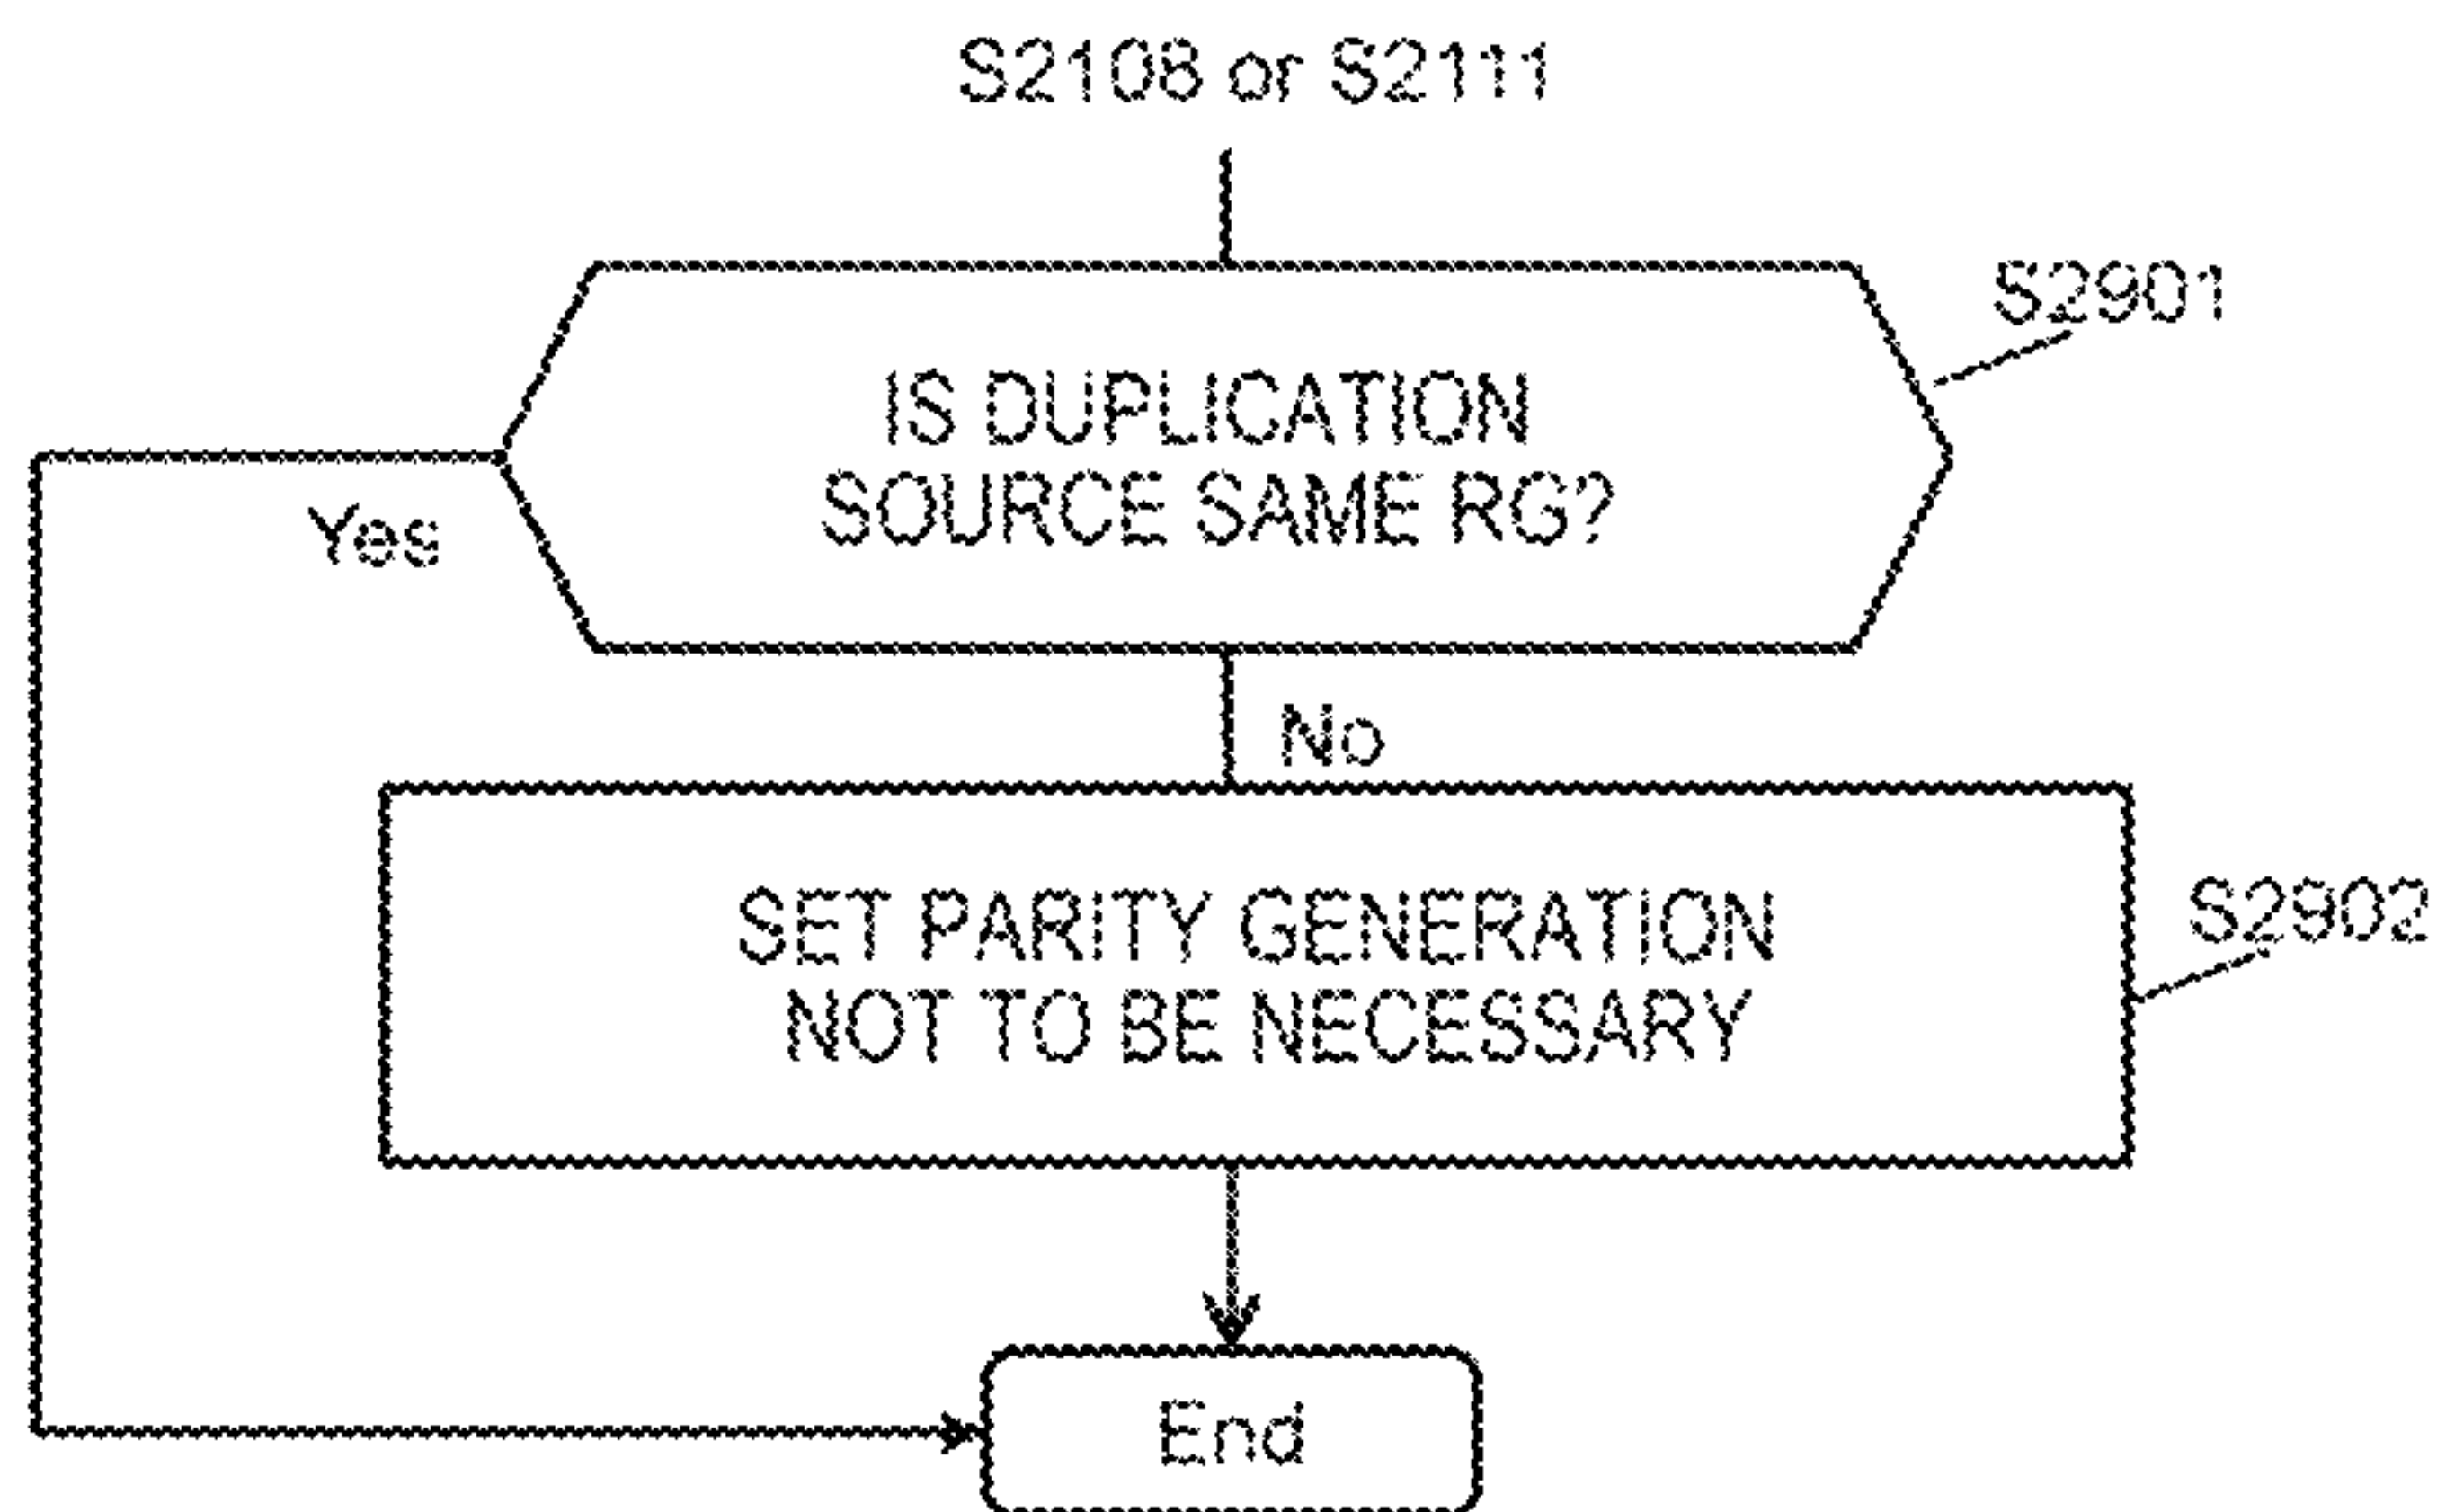 S2108 or S2111
S2901
IS DUPLICATION
SOURCE SAME RG?
Yes
No
SET PARITY GENERATION
NOT TO BE NECESSARY
S2902
End